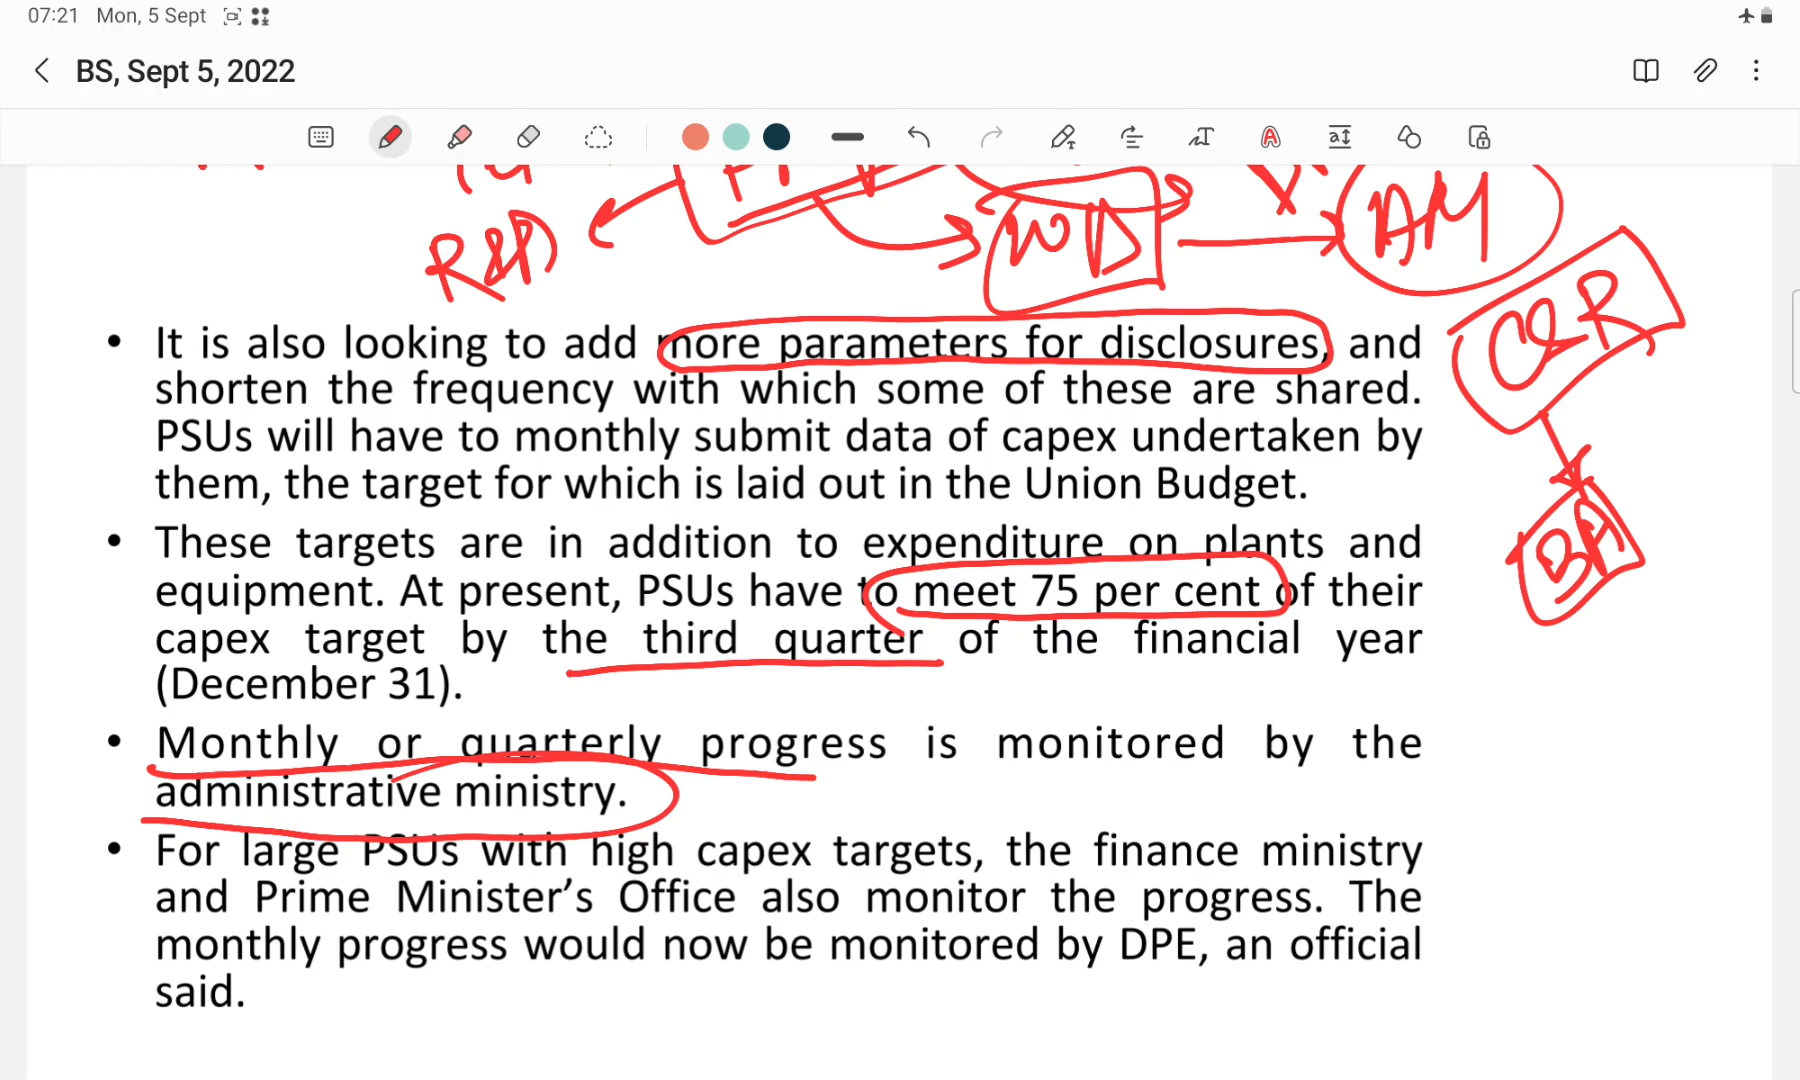 07:21 Mon, 5 Sept
BS, Sept 5, 2022
R&D
AM
CQR
BA
• It is also looking to add more parameters for disclosures, and
shorten the frequency with which some of these are shared.
PSUs will have to monthly submit data of capex undertaken by
them, the target for which is laid out in the Union Budget.
• These targets are in addition to expenditure on plants and
equipment. At present, PSUs have to meet 75 per cent of their
capex target by the third quarter of the financial year
(December 31).
• Monthly or quarterly progress is monitored by the
administrative ministry.
• For large PSUs with high capex targets, the finance ministry
and Prime Minister’s Office also monitor the progress. The
monthly progress would now be monitored by DPE, an official
said.